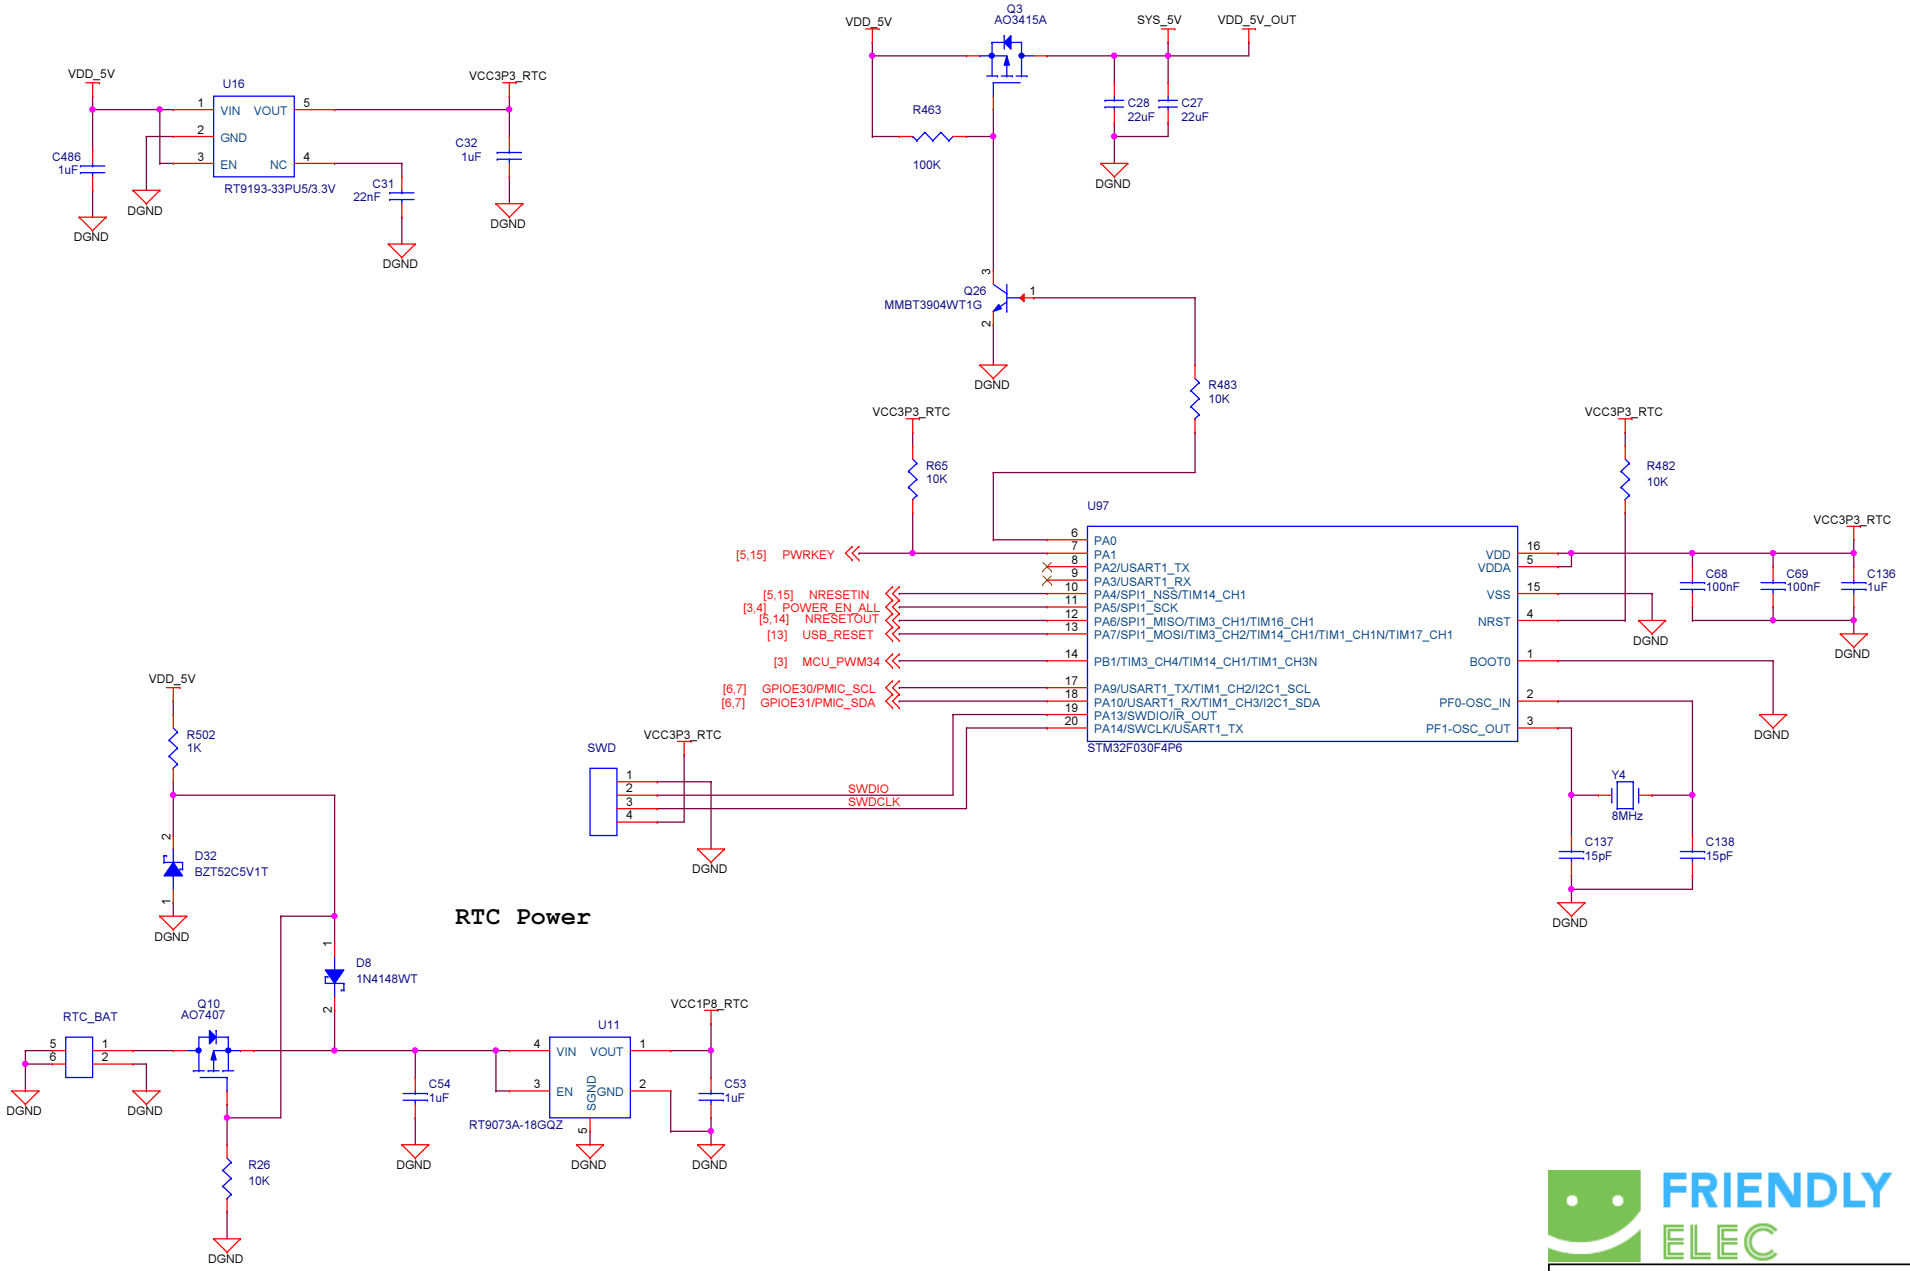 VDD_5V
U16
VCC3P3_RTC
1 VIN VOUT 5
2 GND
3 EN NC 4
RT9193-33PU5/3.3V
C486
1uF
DGND
DGND
C31
22nF
DGND
C32
1uF
DGND
VDD_5V
Q3
AO3415A
SYS_5V
VDD_5V_OUT
R463
100K
C28
22uF
C27
22uF
DGND
3
Q26
MMBT3904WT1G
1
2
DGND
R483
10K
VCC3P3_RTC
R65
10K
VCC3P3_RTC
R482
10K
U97
VCC3P3_RTC
6 PA0
[5,15] PWRKEY 7 PA1
8 PA2/USART1_TX
9 PA3/USART1_RX
[5,15] NRESETIN 10 PA4/SPI1_NSS/TIM14_CH1
[3,4] POWER_EN_ALL 11 PA5/SPI1_SCK
[5,14] NRESETOUT 12 PA6/SPI1_MISO/TIM3_CH1/TIM16_CH1
[13] USB_RESET 13 PA7/SPI1_MOSI/TIM3_CH2/TIM14_CH1/TIM1_CH1N/TIM17_CH1
[3] MCU_PWM34 14 PB1/TIM3_CH4/TIM14_CH1/TIM1_CH3N
[6,7] GPIOE30/PMIC_SCL 17 PA9/USART1_TX/TIM1_CH2/I2C1_SCL
[6,7] GPIOE31/PMIC_SDA 18 PA10/USART1_RX/TIM1_CH3/I2C1_SDA
19 PA13/SWDIO/IR_OUT
20 PA14/SWCLK/USART1_TX
STM32F030F4P6
VDD 16
VDDA 5
VSS 15
NRST 4
BOOT0 1
PF0-OSC_IN 2
PF1-OSC_OUT 3
C68
100nF
C69
100nF
C136
1uF
DGND
DGND
DGND
Y4
8MHz
C137
15pF
C138
15pF
DGND
SWD
VCC3P3_RTC
1
2
3
4
SWDIO
SWDCLK
DGND
VDD_5V
R502
1K
2
D32
BZT52C5V1T
1
DGND
RTC Power
1
D8
1N4148WT
2
RTC_BAT
5 1
6 2
DGND
DGND
Q10
AO7407
R26
10K
DGND
C54
1uF
DGND
U11
4 VIN VOUT 1
3 EN SGND GND 2
5
RT9073A-18GQZ
DGND
VCC1P8_RTC
C53
1uF
DGND
FRIENDLY
ELEC